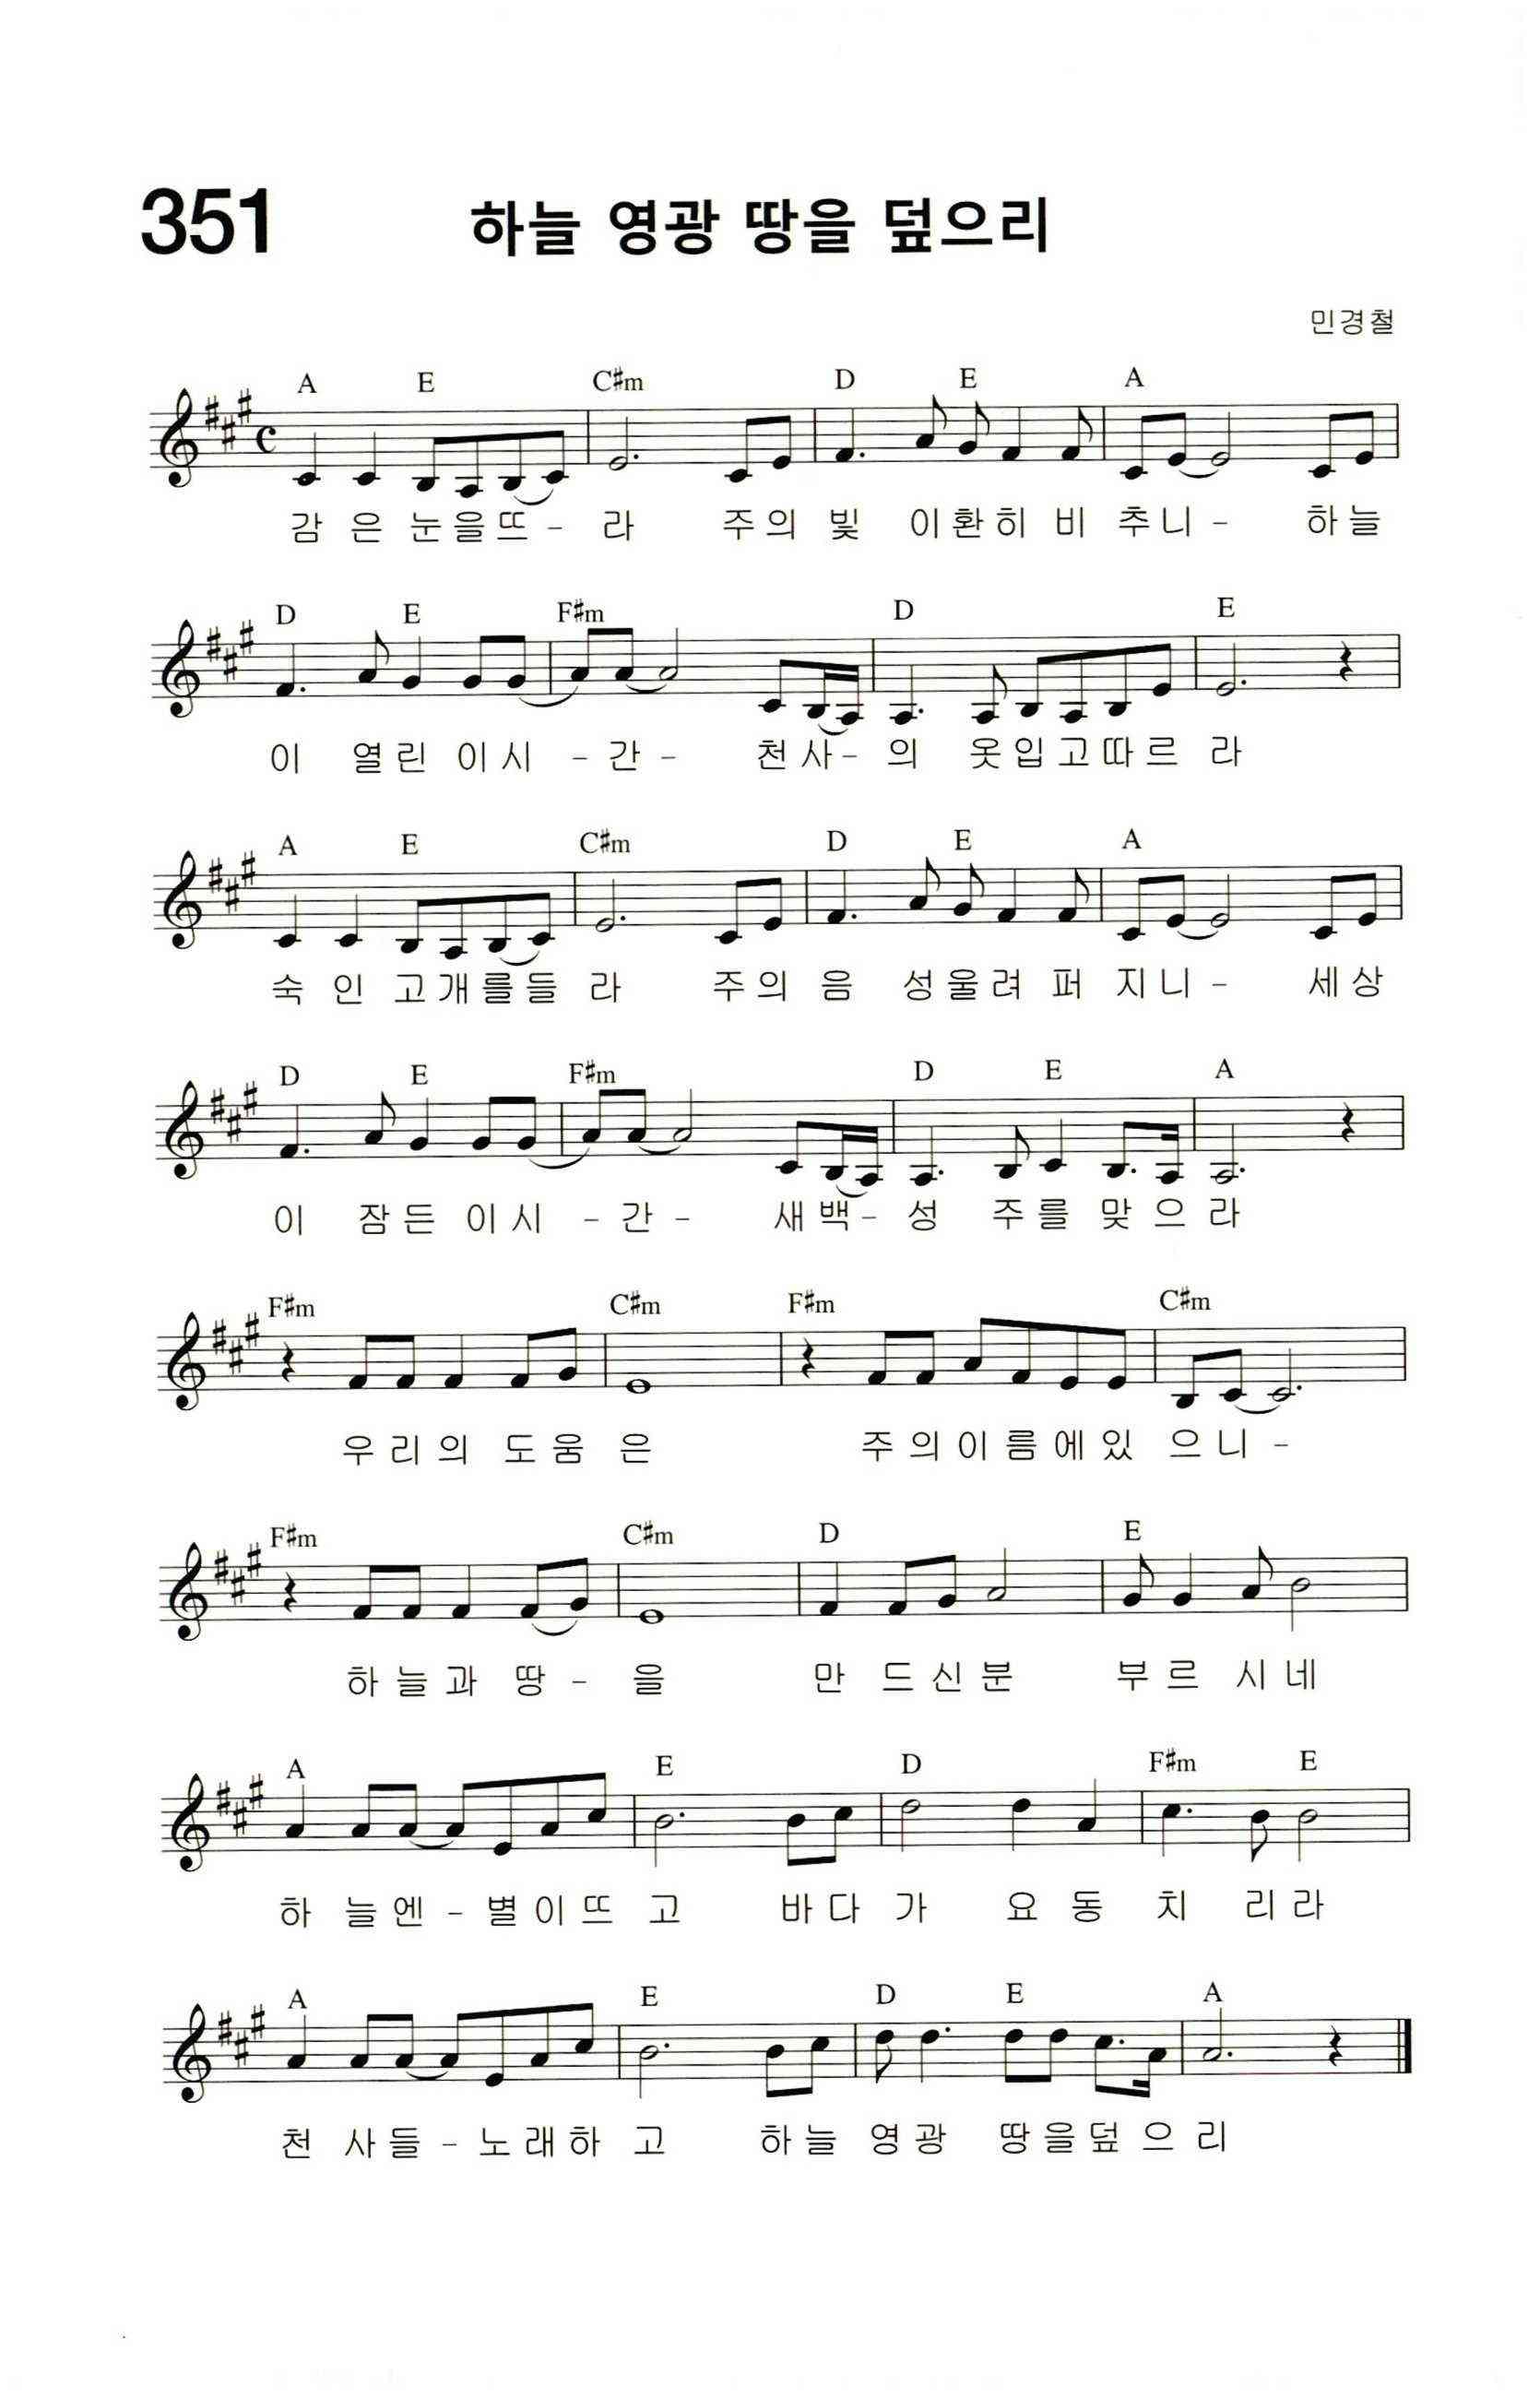 351 하늘 영광 땅을 덮으리
민경철
A E C#m D E A
감 은 눈을뜨 - 라 주의 빛 이환히 비 추니 - 하늘
D E F#m D E
이 열린 이시 - 간 - 천사- 의 옷입고따르 라
A E C#m D E A
숙 인 고개를들 라 주의 음 성울려 퍼 지니 - 세상
D E F#m D E A
이 잠든 이시 - 간 - 새백- 성 주를 맞으라
F#m C#m F#m C#m
우리의 도움 은 주의이름에있 으니 -
F#m C#m D E
하늘과 땅 - 을 만 드신분 부르 시네
A E D F#m E
하 늘엔 - 별이뜨 고 바다 가 요동 치 리라
A E D E A
천 사들 - 노래하 고 하늘 영광 땅을덮 으 리